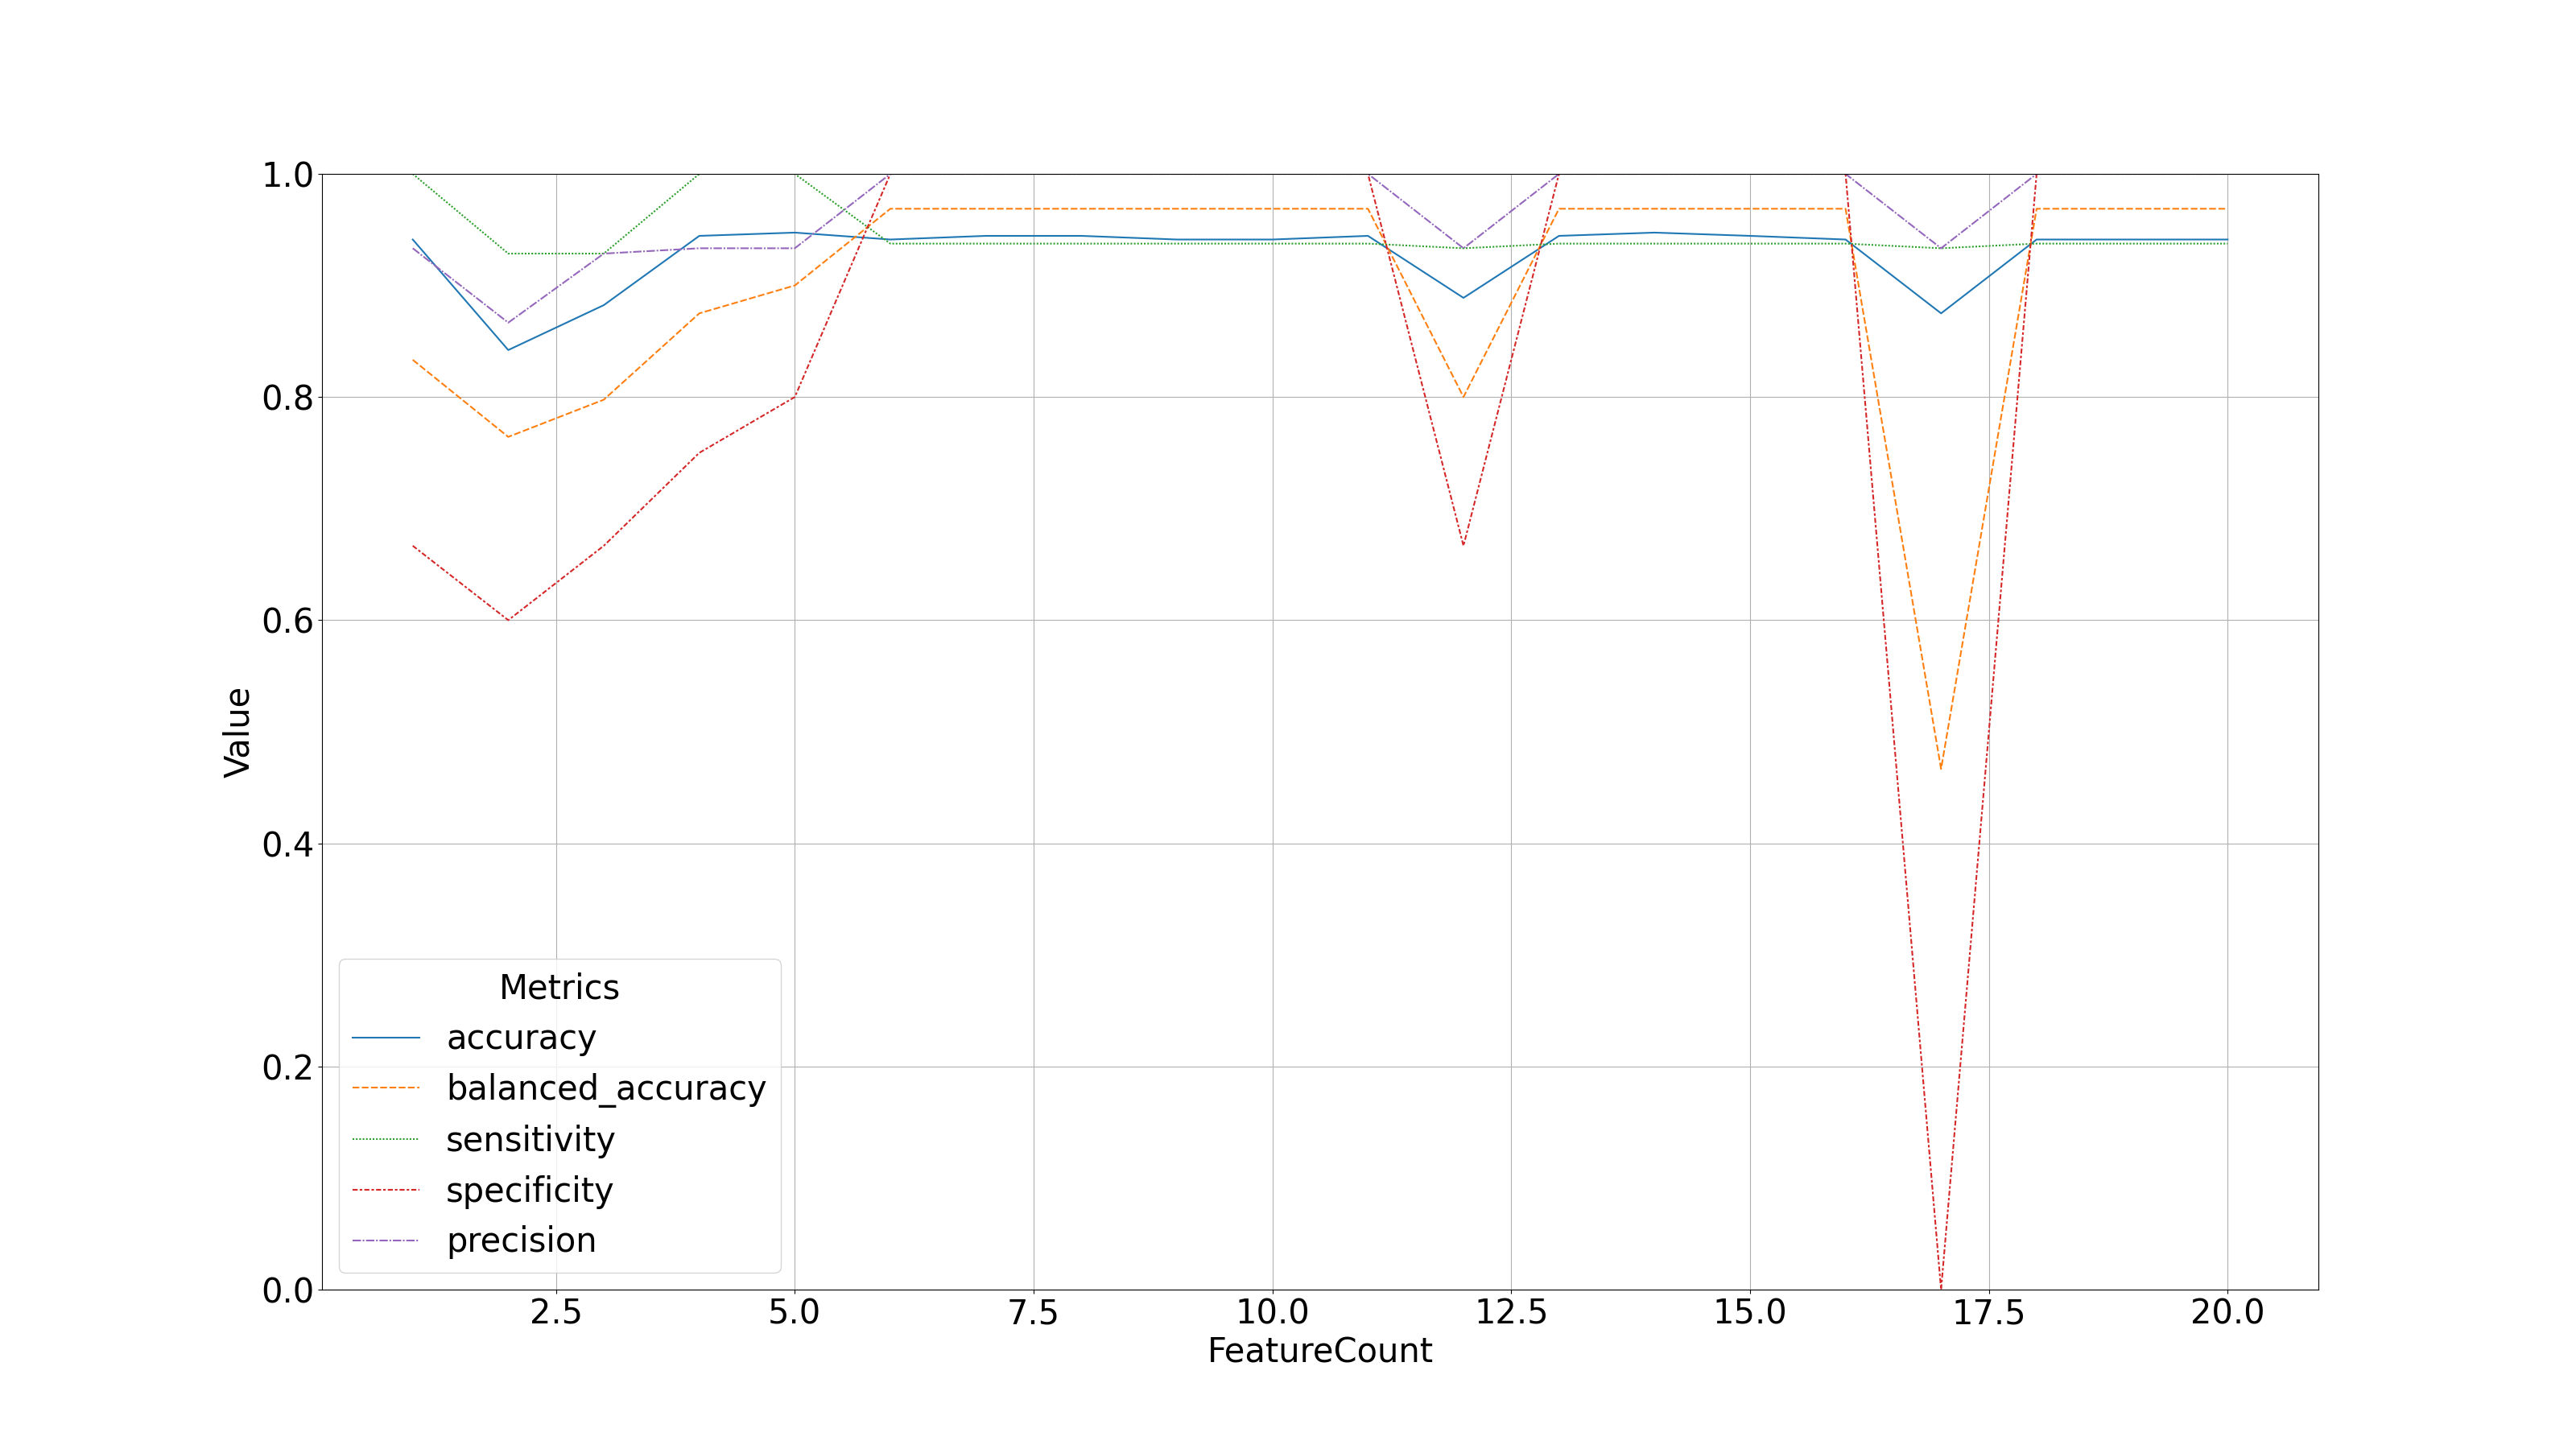 1.0
0.8
0.6
0.4
0.2
0.0
Value
Metrics
accuracy
balanced_accuracy
sensitivity
specificity
precision
2.5 5.0 7.5 10.0 12.5 15.0 17.5 20.0
FeatureCount